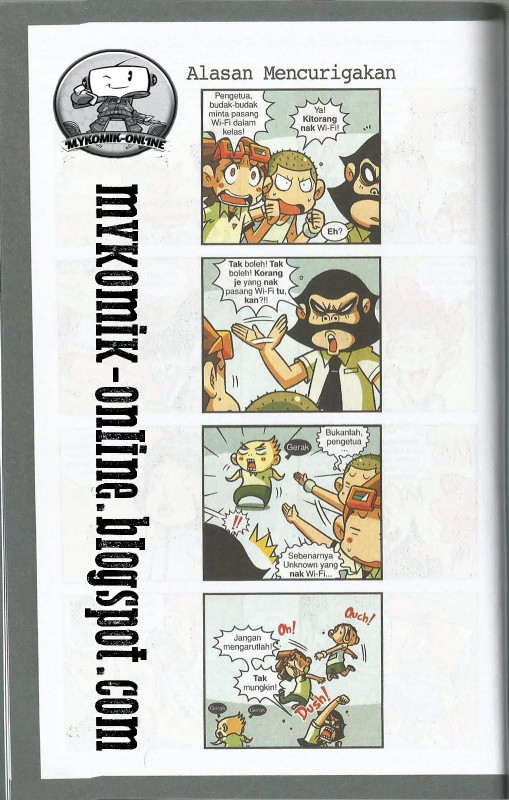 Alasan Mencurigakan
MYKOMIK-ONLINE
mykomik-online.blogspot.com
Pengetua,
budak-budak
minta pasang
Wi-Fi dalam
kelas!
Ya!
Kitorang
nak Wi-Fi!
Eh?
Tak boleh! Tak
boleh! Korang
je yang nak
pasang Wi-Fi tu,
kan?!!
Bukanlah,
pengetua
...
Gerak
!!
Sebenarnya
Unknown yang
nak Wi-Fi...
Ouch!
Oh!
Jangan
mengarutlah!
Tak
mungkin!
Dush!
Gerak
Gerak